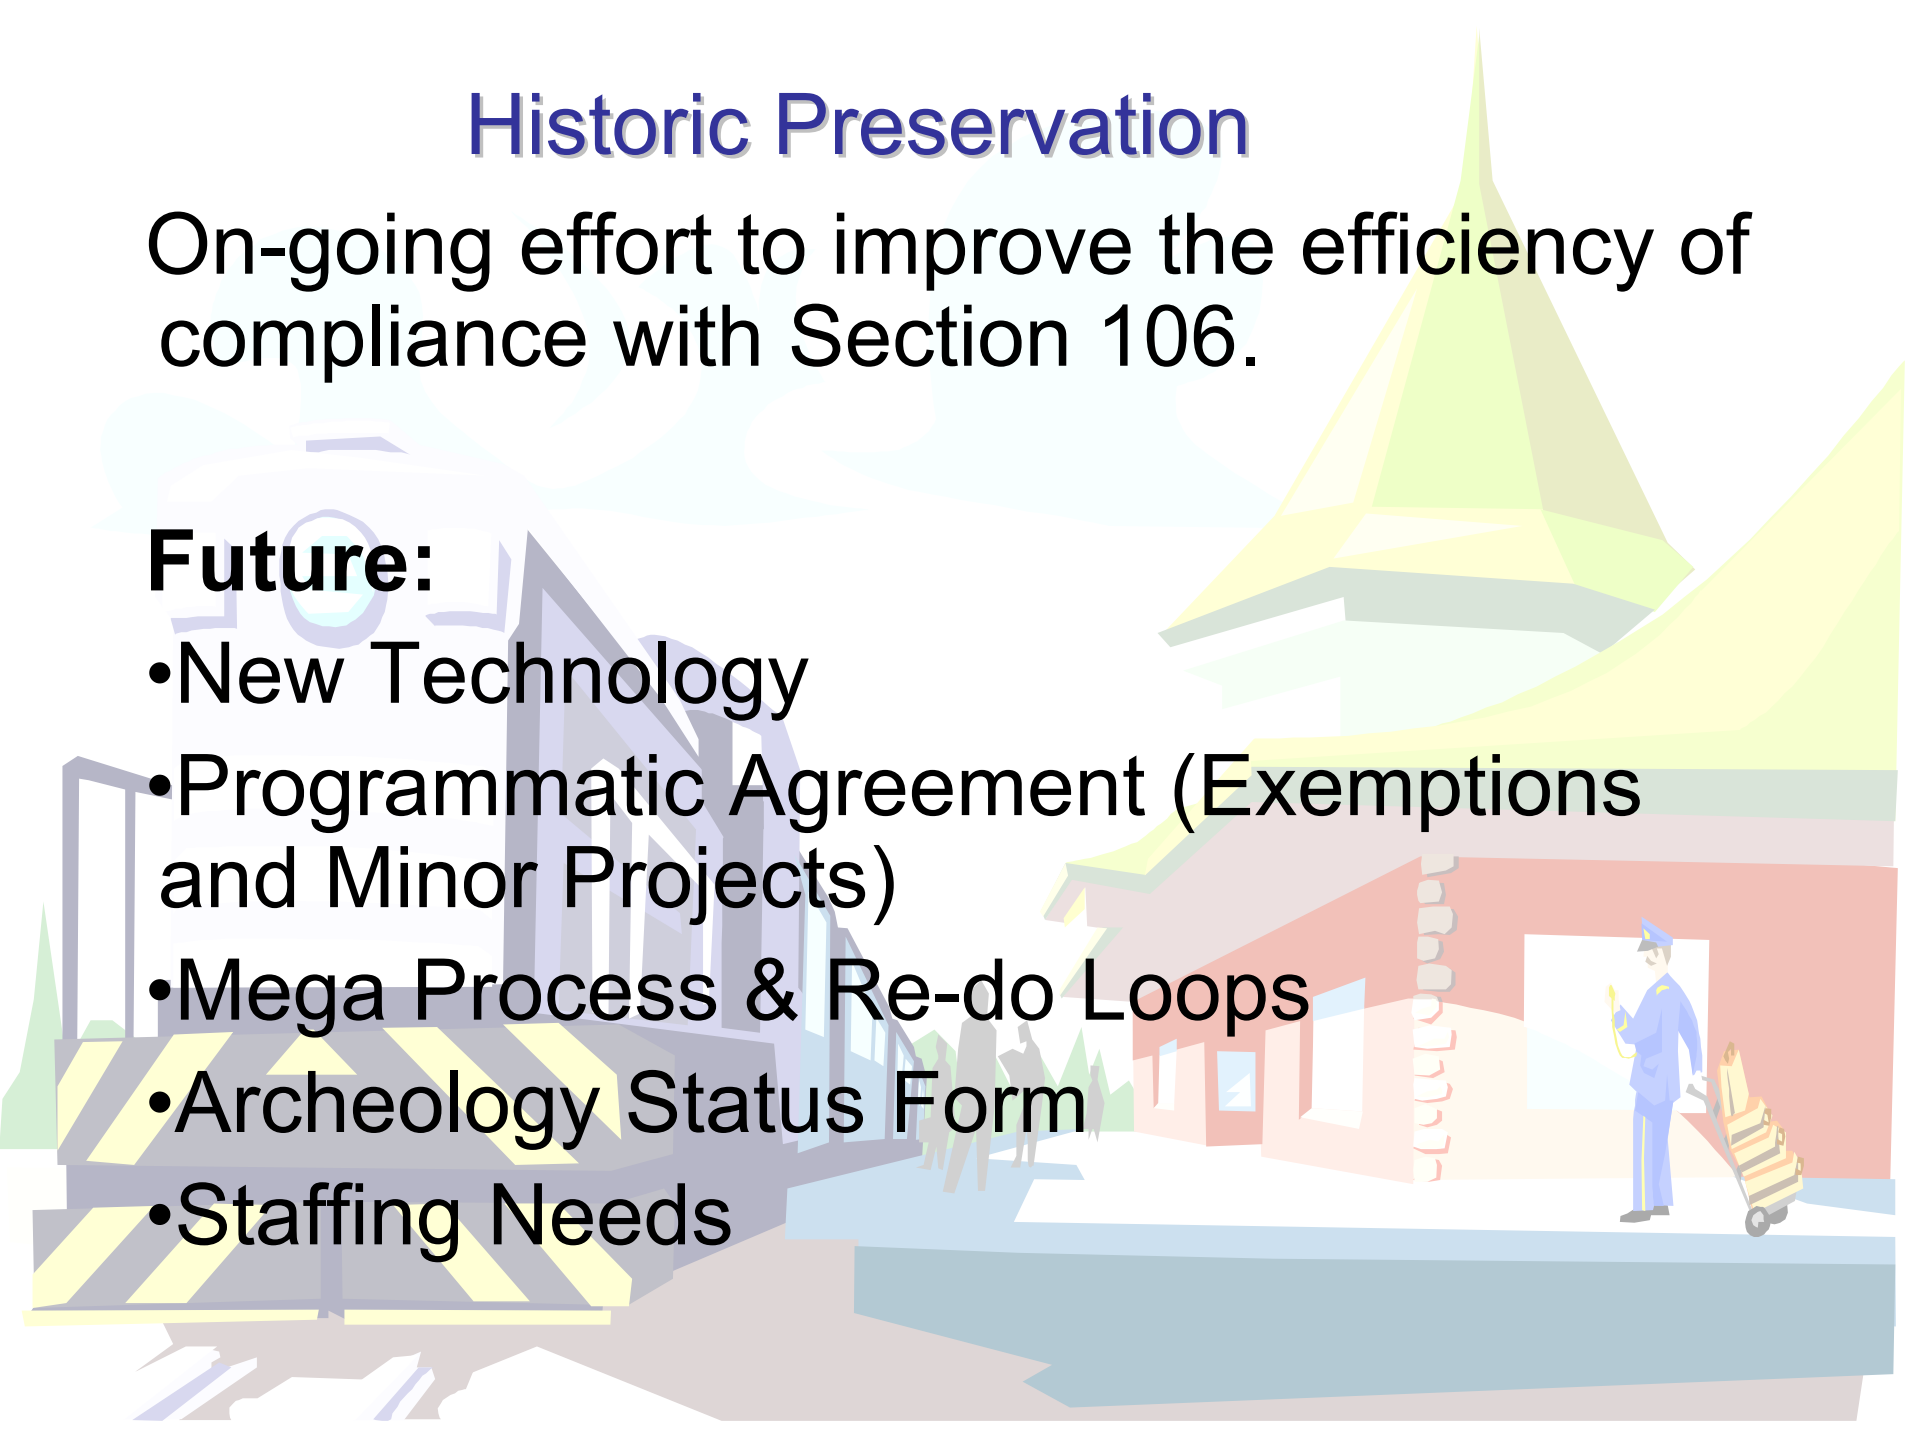 Historic Preservation
On-going effort to improve the efficiency of
compliance with Section 106.
Future:
•New Technology
•Programmatic Agreement (Exemptions
and Minor Projects)
•Mega Process & Re-do Loops
•Archeology Status Form
•Staffing Needs